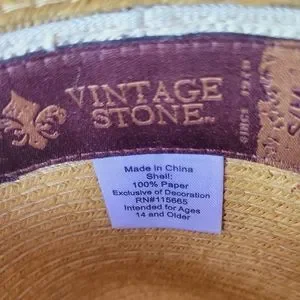 VINTAGE
STONE
SINCE
Made in China
Shell:
100% Paper
Exclusive of Decoration
RN#115665
Intended for Ages
14 and Older